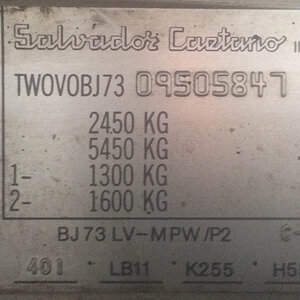 Salvador Caetano
TWOVOBJ73 09505847
2450 KG
5450 KG
1- 1300 KG
2- 1600 KG
BJ73 LV-MPW/P2 C-
401 LB11 K255 H5